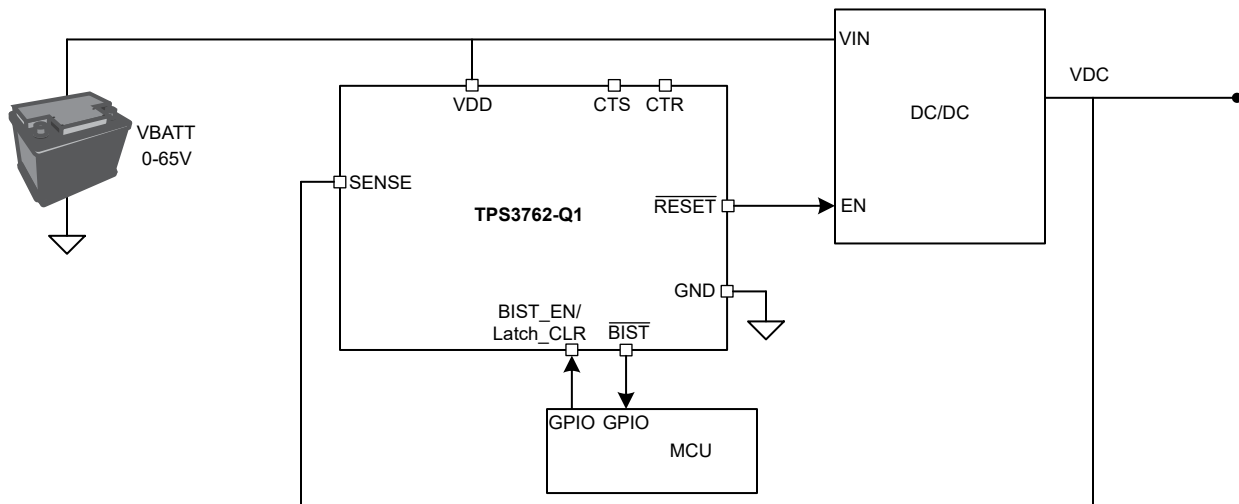 VIN
VDC
VDD
CTS
CTR
DC/DC
VBATT
0-65V
SENSE
TPS3762-Q1
RESET
EN
GND
BIST_EN/
Latch_CLR
BIST
GPIO
GPIO
MCU